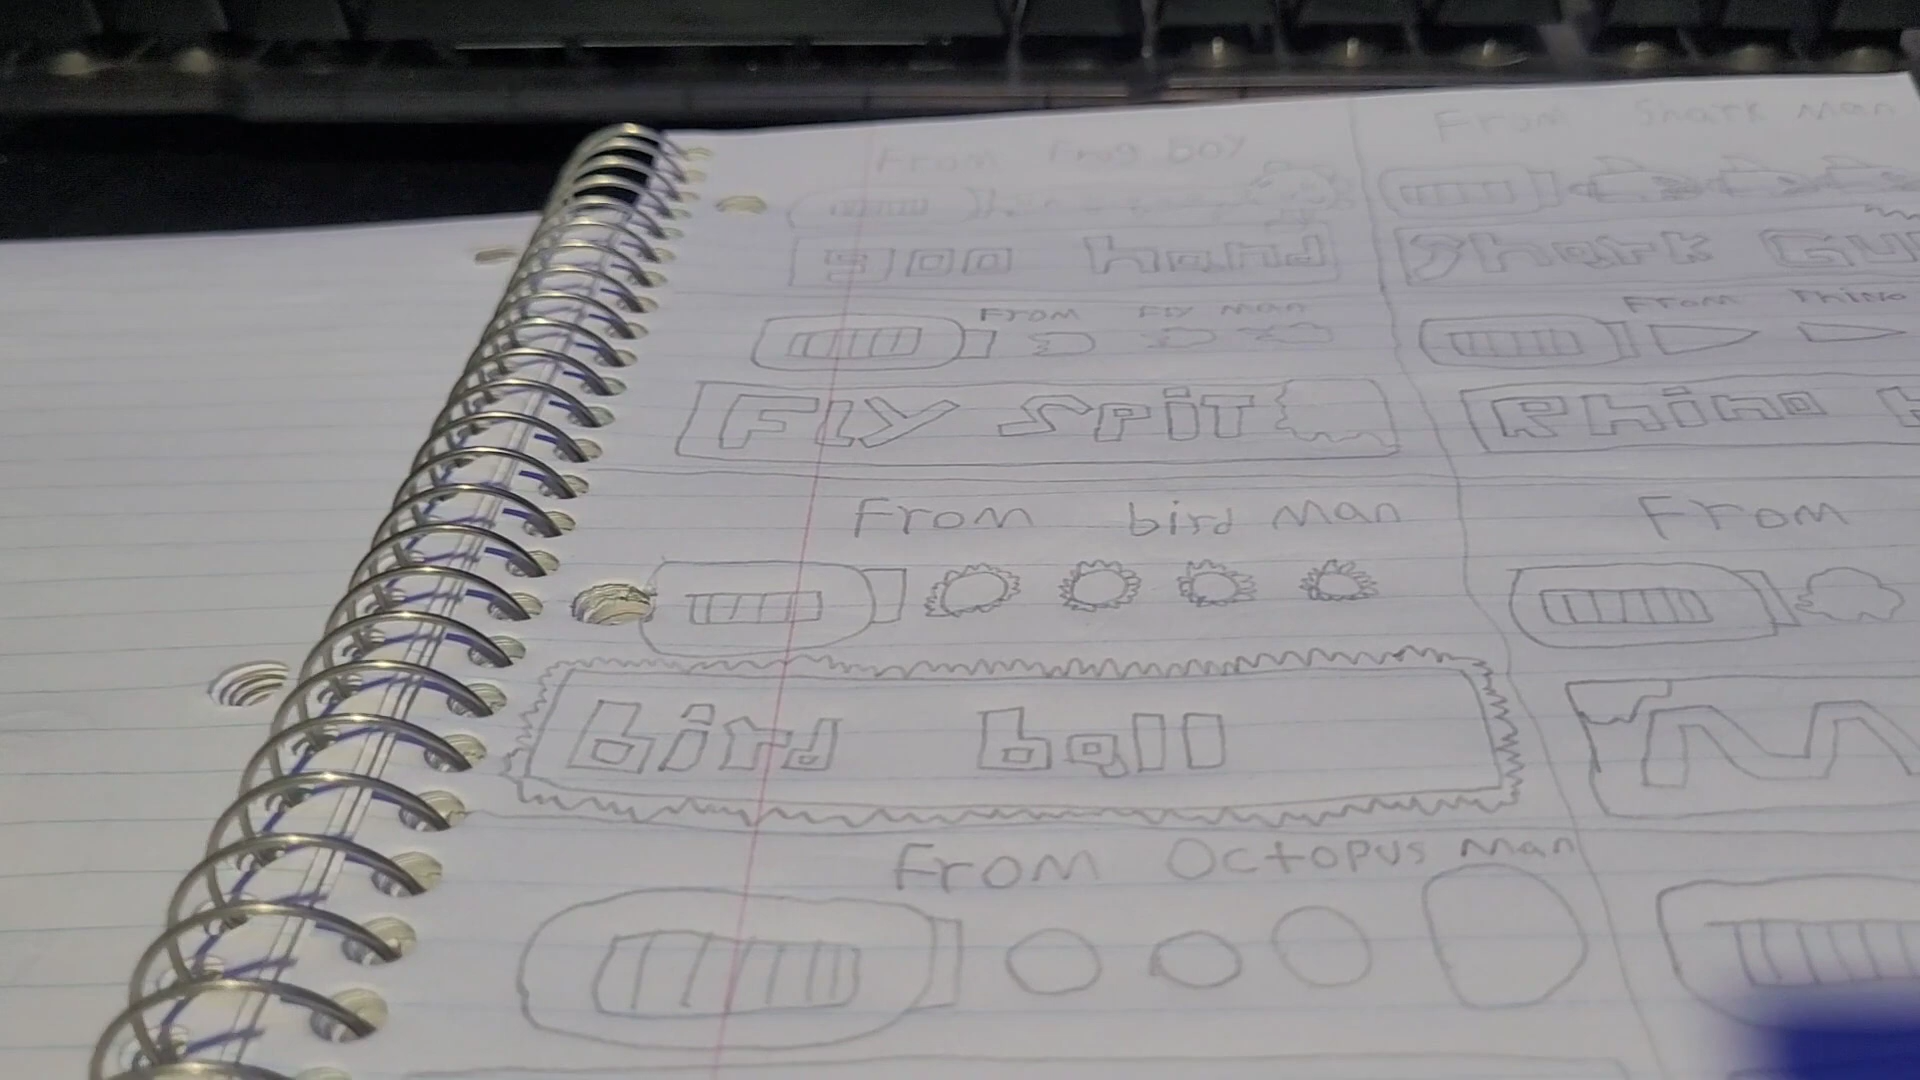 From Frog boy
goo hand
From Fly Man
FLY SPIT
From bird Man
bird ball
From Octopus Man
From Shark Man
Shark Gu
From rhino
Rhino
From